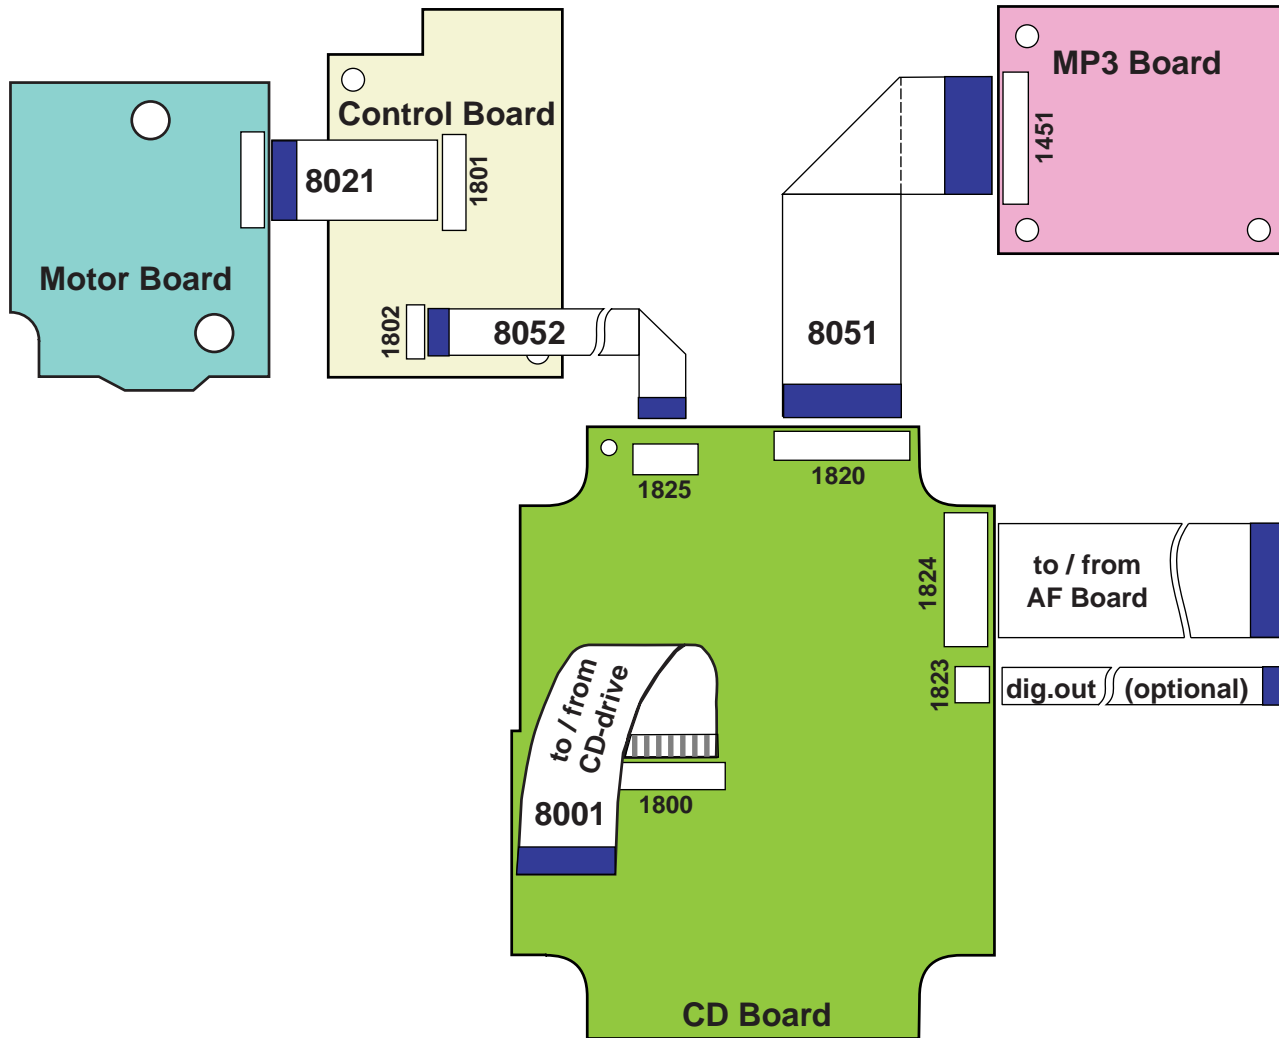 MP3 Board
1451
Control Board
8021
1801
Motor Board
1802
8052
8051
1825
1820
1824
to / from
AF Board
1823
dig.out
(optional)
to / from
CD-drive
8001
1800
CD Board